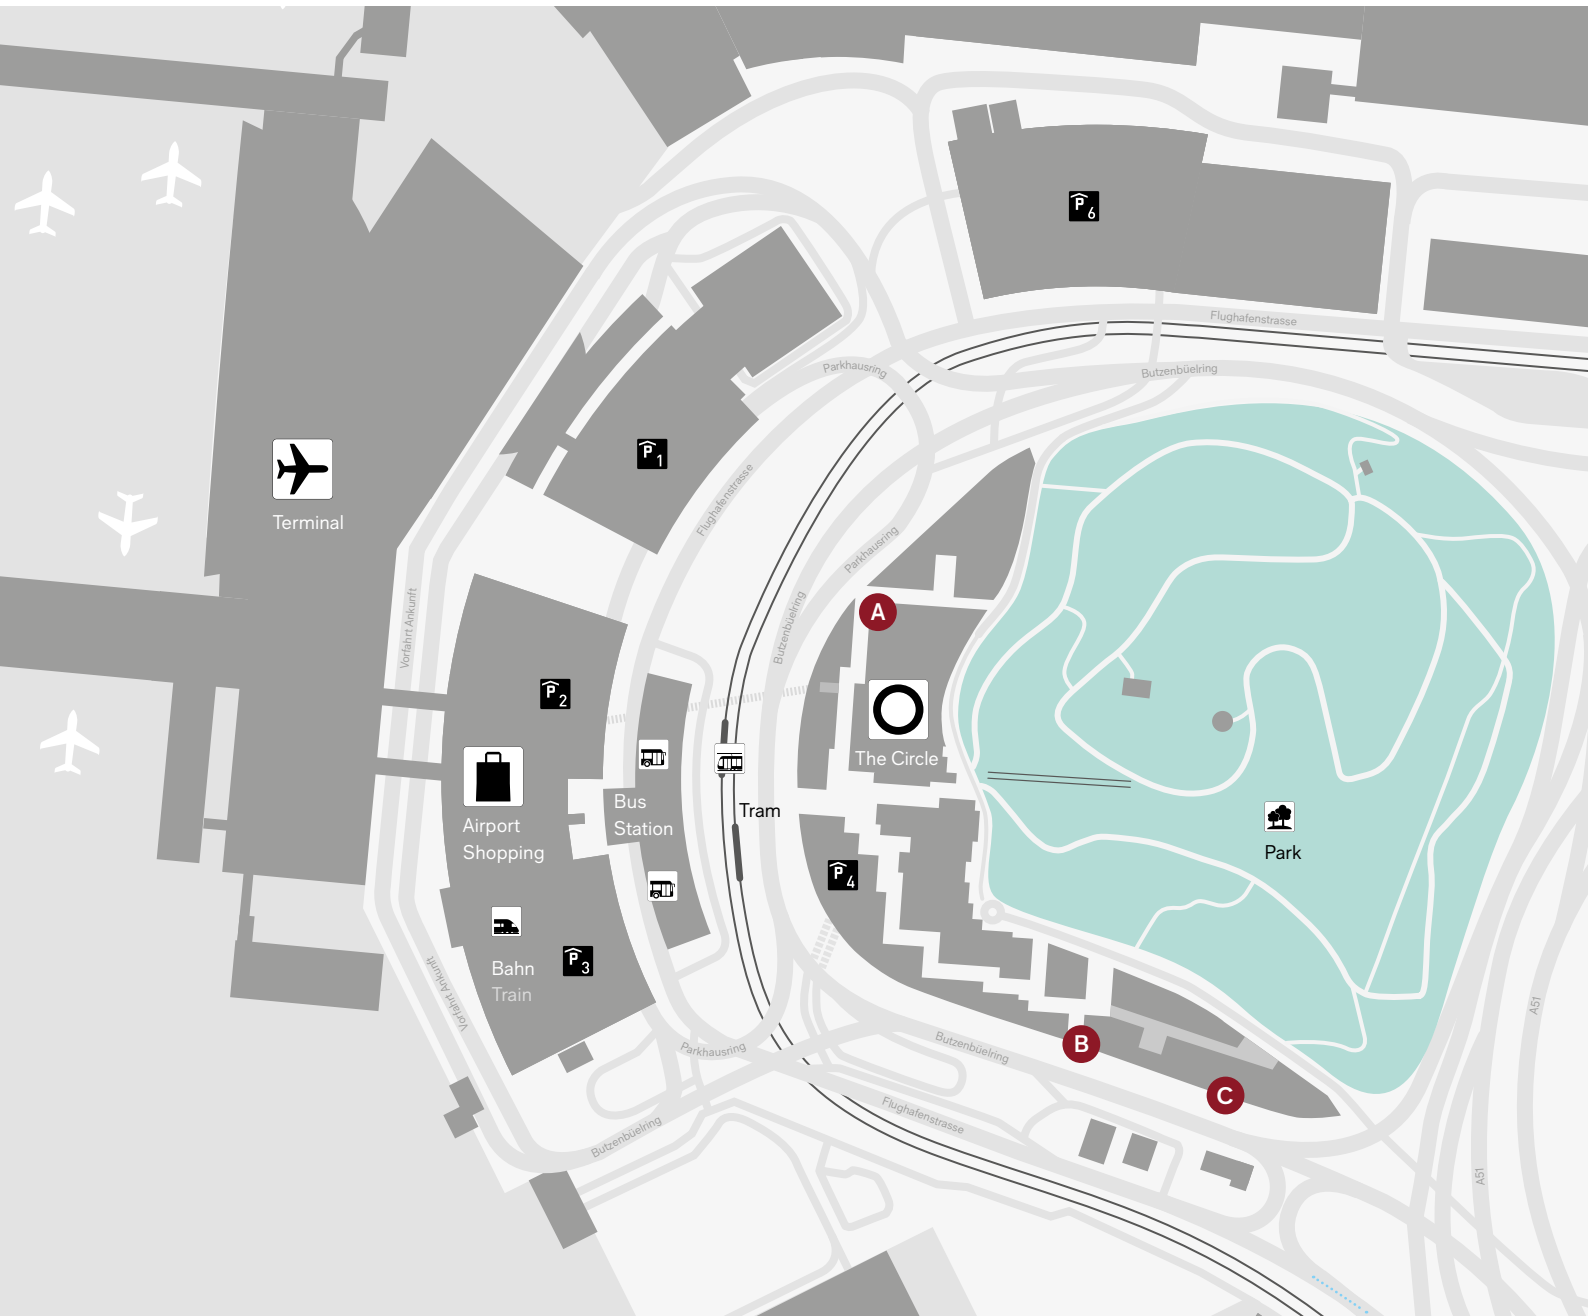 P6
Flughafenstrasse
Parkhausring
Butzenbüelring
P1
Terminal
Flughafenstrasse
Parkhausring
Vorfahrt Ankunft
Butzenbüelring
A
P2
The Circle
Airport
Shopping
Bus
Station
Tram
Park
P4
Bahn
Train
P3
Vorfahrt Ankunft
A51
Parkhausring
Butzenbüelring
B
C
Flughafenstrasse
Butzenbüelring
A51